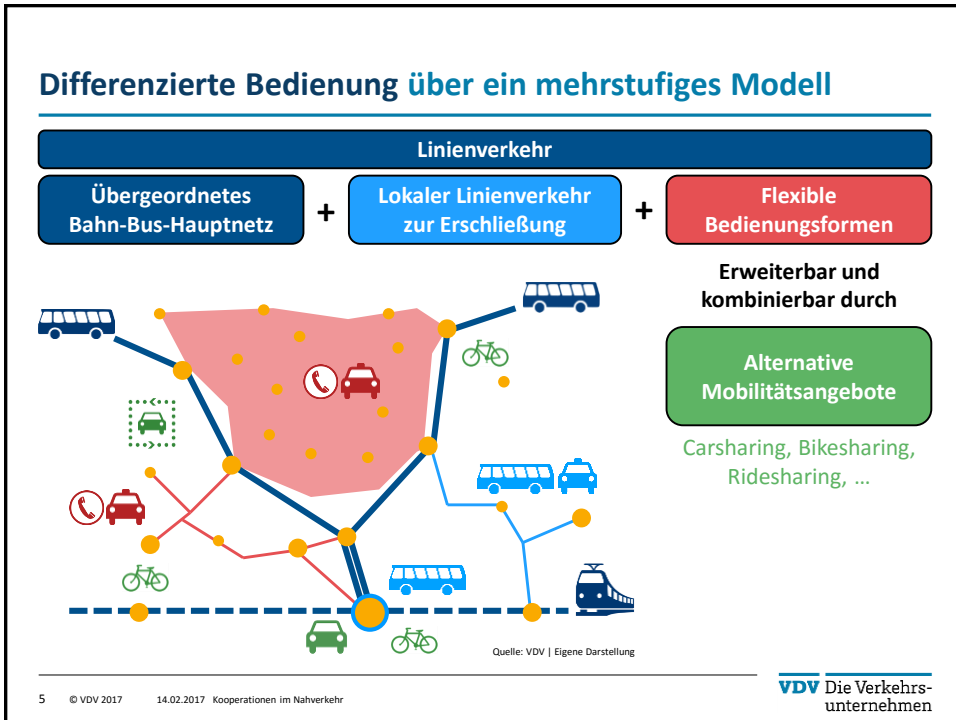 Differenzierte Bedienung über ein mehrstufiges Modell
Linienverkehr
Übergeordnetes
Bahn-Bus-Hauptnetz
+
Lokaler Linienverkehr
zur Erschließung
+
Flexible
Bedienungsformen
Erweiterbar und
kombinierbar durch
Alternative
Mobilitätsangebote
Carsharing, Bikesharing,
Ridesharing, …
Quelle: VDV | Eigene Darstellung
5 © VDV 2017 14.02.2017 Kooperationen im Nahverkehr
VDV Die Verkehrs-
unternehmen